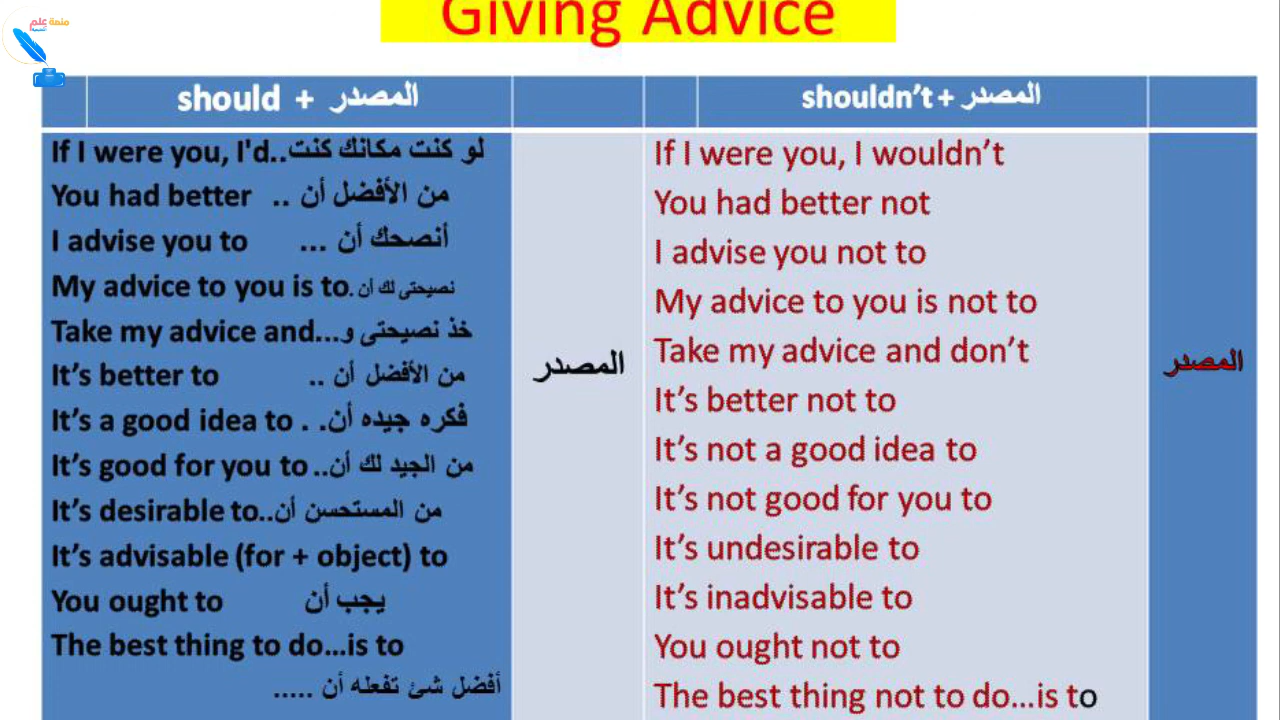 منصة علم
Giving Advice
should + المصدر
If I were you, I'd..لو كنت مكانك كنت
You had better .. من الأفضل أن
I advise you to ... أنصحك أن
My advice to you is to. نصيحتى لك أن
Take my advice and...خذ نصيحتى و
It's better to .. من الأفضل أن
It's a good idea to . . فكره جيده أن
It's good for you to ..من الجيد لك أن
It's desirable to..من المستحسن أن
It's advisable (for + object) to
You ought to يجب أن
The best thing to do...is to
أفضل شئ تفعله أن .....
المصدر
shouldn't + المصدر
If I were you, I wouldn't
You had better not
I advise you not to
My advice to you is not to
Take my advice and don't
It's better not to
It's not a good idea to
It's not good for you to
It's undesirable to
It's inadvisable to
You ought not to
The best thing not to do...is to
المصدر